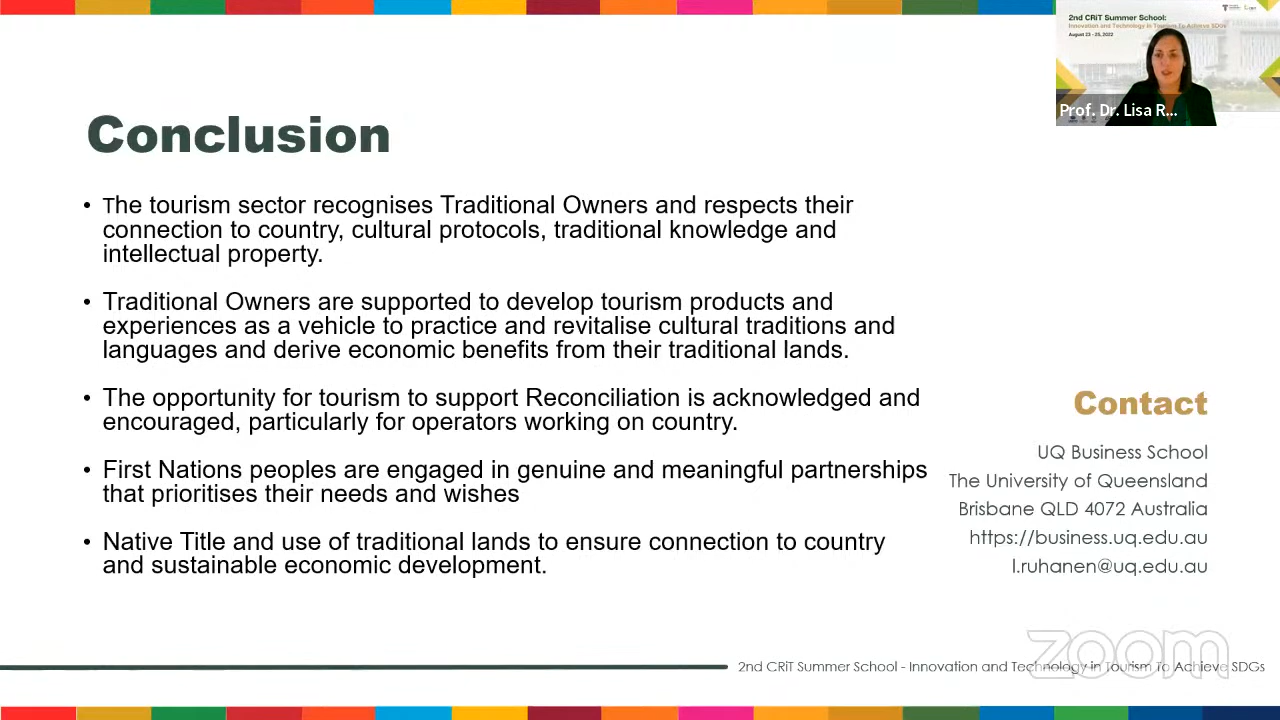 2nd CRiT Summer School:
Innovation and Technology in Tourism To Achieve SDGs
August 23 - 25, 2022
Prof. Dr. Lisa R...
Conclusion
• The tourism sector recognises Traditional Owners and respects their
connection to country, cultural protocols, traditional knowledge and
intellectual property.
• Traditional Owners are supported to develop tourism products and
experiences as a vehicle to practice and revitalise cultural traditions and
languages and derive economic benefits from their traditional lands.
• The opportunity for tourism to support Reconciliation is acknowledged and
encouraged, particularly for operators working on country.
• First Nations peoples are engaged in genuine and meaningful partnerships
that prioritises their needs and wishes
• Native Title and use of traditional lands to ensure connection to country
and sustainable economic development.
Contact
UQ Business School
The University of Queensland
Brisbane QLD 4072 Australia
https://business.uq.edu.au
l.ruhanen@uq.edu.au
zoom
2nd CRiT Summer School - Innovation and Technology in Tourism To Achieve SDGs